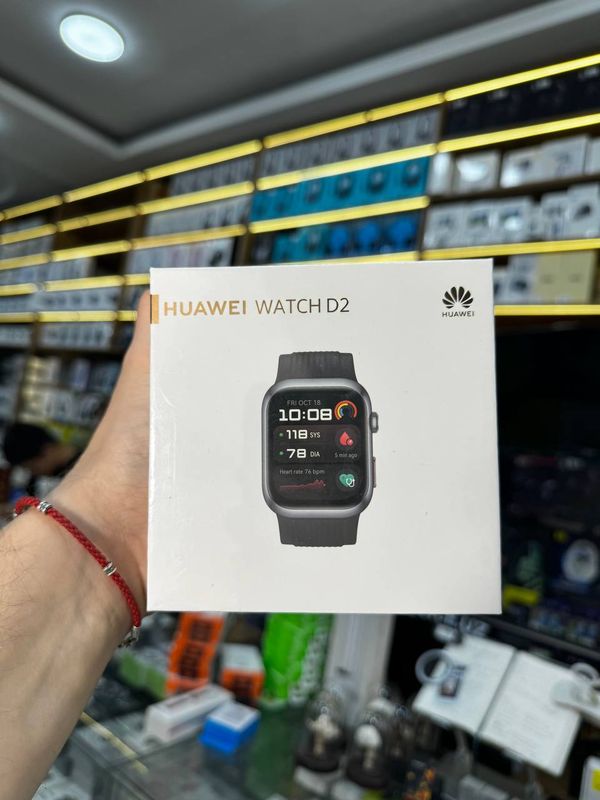 HUAWEI WATCH D2
HUAWEI
FRI OCT 18
10:08
118 SYS
78 DIA
5 min ago
Heart rate 76 bpm